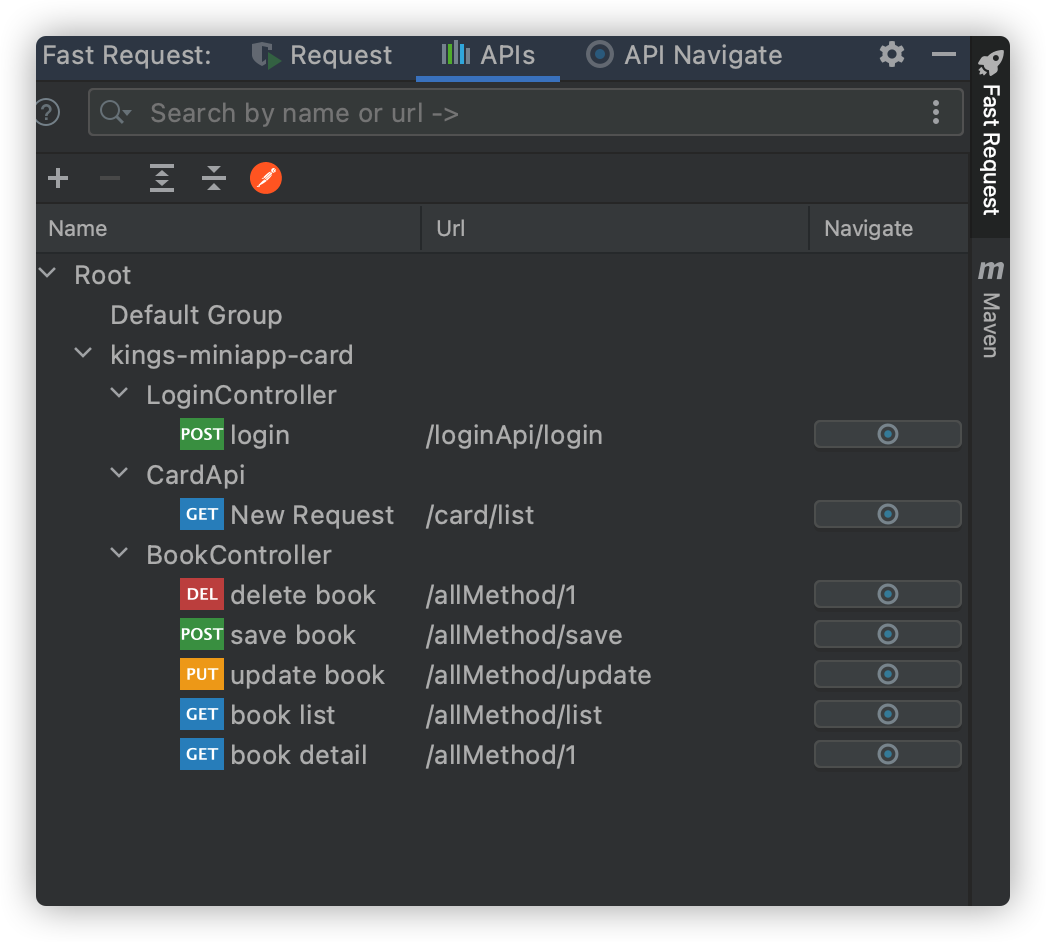 Fast Request: Request APIs API Navigate
? Search by name or url ->
Name Url Navigate
Root
Default Group
kings-miniapp-card
LoginController
POST login /loginApi/login
CardApi
GET New Request /card/list
BookController
DEL delete book /allMethod/1
POST save book /allMethod/save
PUT update book /allMethod/update
GET book list /allMethod/list
GET book detail /allMethod/1
Fast Request
m Maven